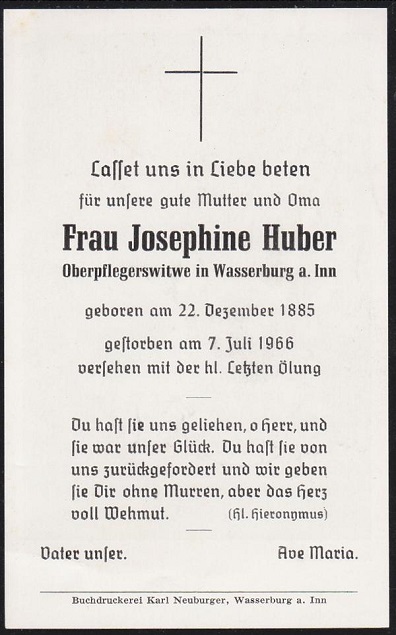 Lasset uns in Liebe beten
für unsere gute Mutter und Oma
Frau Josephine Huber
Oberpflegerswitwe in Wasserburg a. Inn
geboren am 22. Dezember 1885
gestorben am 7. Juli 1966
versehen mit der hl. Letzten Ölung
Du hast sie uns geliehen, o Herr, und
sie war unser Glück. Du hast sie von
uns zurückgefordert und wir geben
sie Dir ohne Murren, aber das Herz
voll Wehmut. (Hl. Hieronymus)
Vater unser. Ave Maria.
Buchdruckerei Karl Neuburger, Wasserburg a. Inn